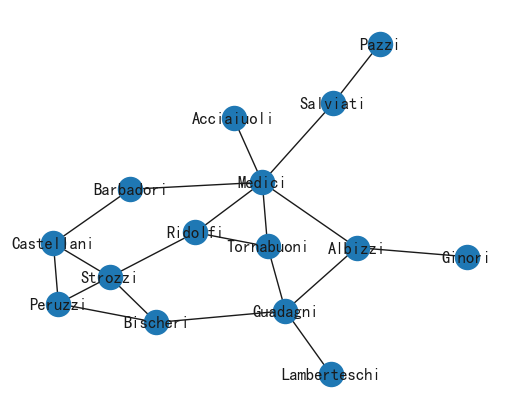 Pazzi
Salviati
Acciaiuoli
Medici
Barbadori
Ridolfi
Castellani
Tornabuoni
Albizzi
Ginori
Strozzi
Peruzzi
Guadagni
Bischeri
Lamberteschi